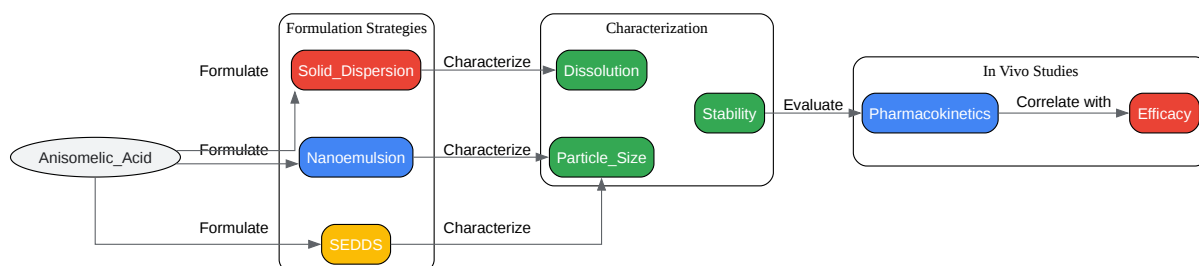 Formulation Strategies
Characterization
In Vivo Studies
Formulate
Solid_Dispersion
Characterize
Dissolution
Stability
Evaluate
Pharmacokinetics
Correlate with
Efficacy
Anisomelic_Acid
Formulate
Nanoemulsion
Characterize
Particle_Size
Formulate
SEDDS
Characterize